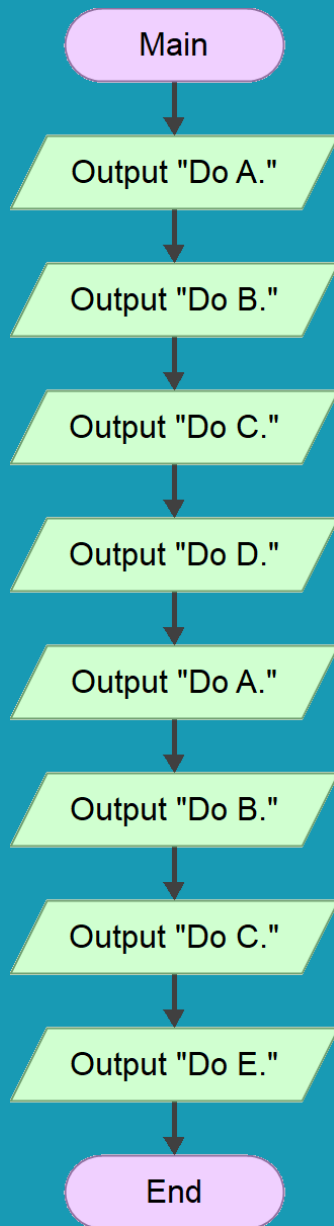 Main
Output "Do A."
Output "Do B."
Output "Do C."
Output "Do D."
Output "Do A."
Output "Do B."
Output "Do C."
Output "Do E."
End